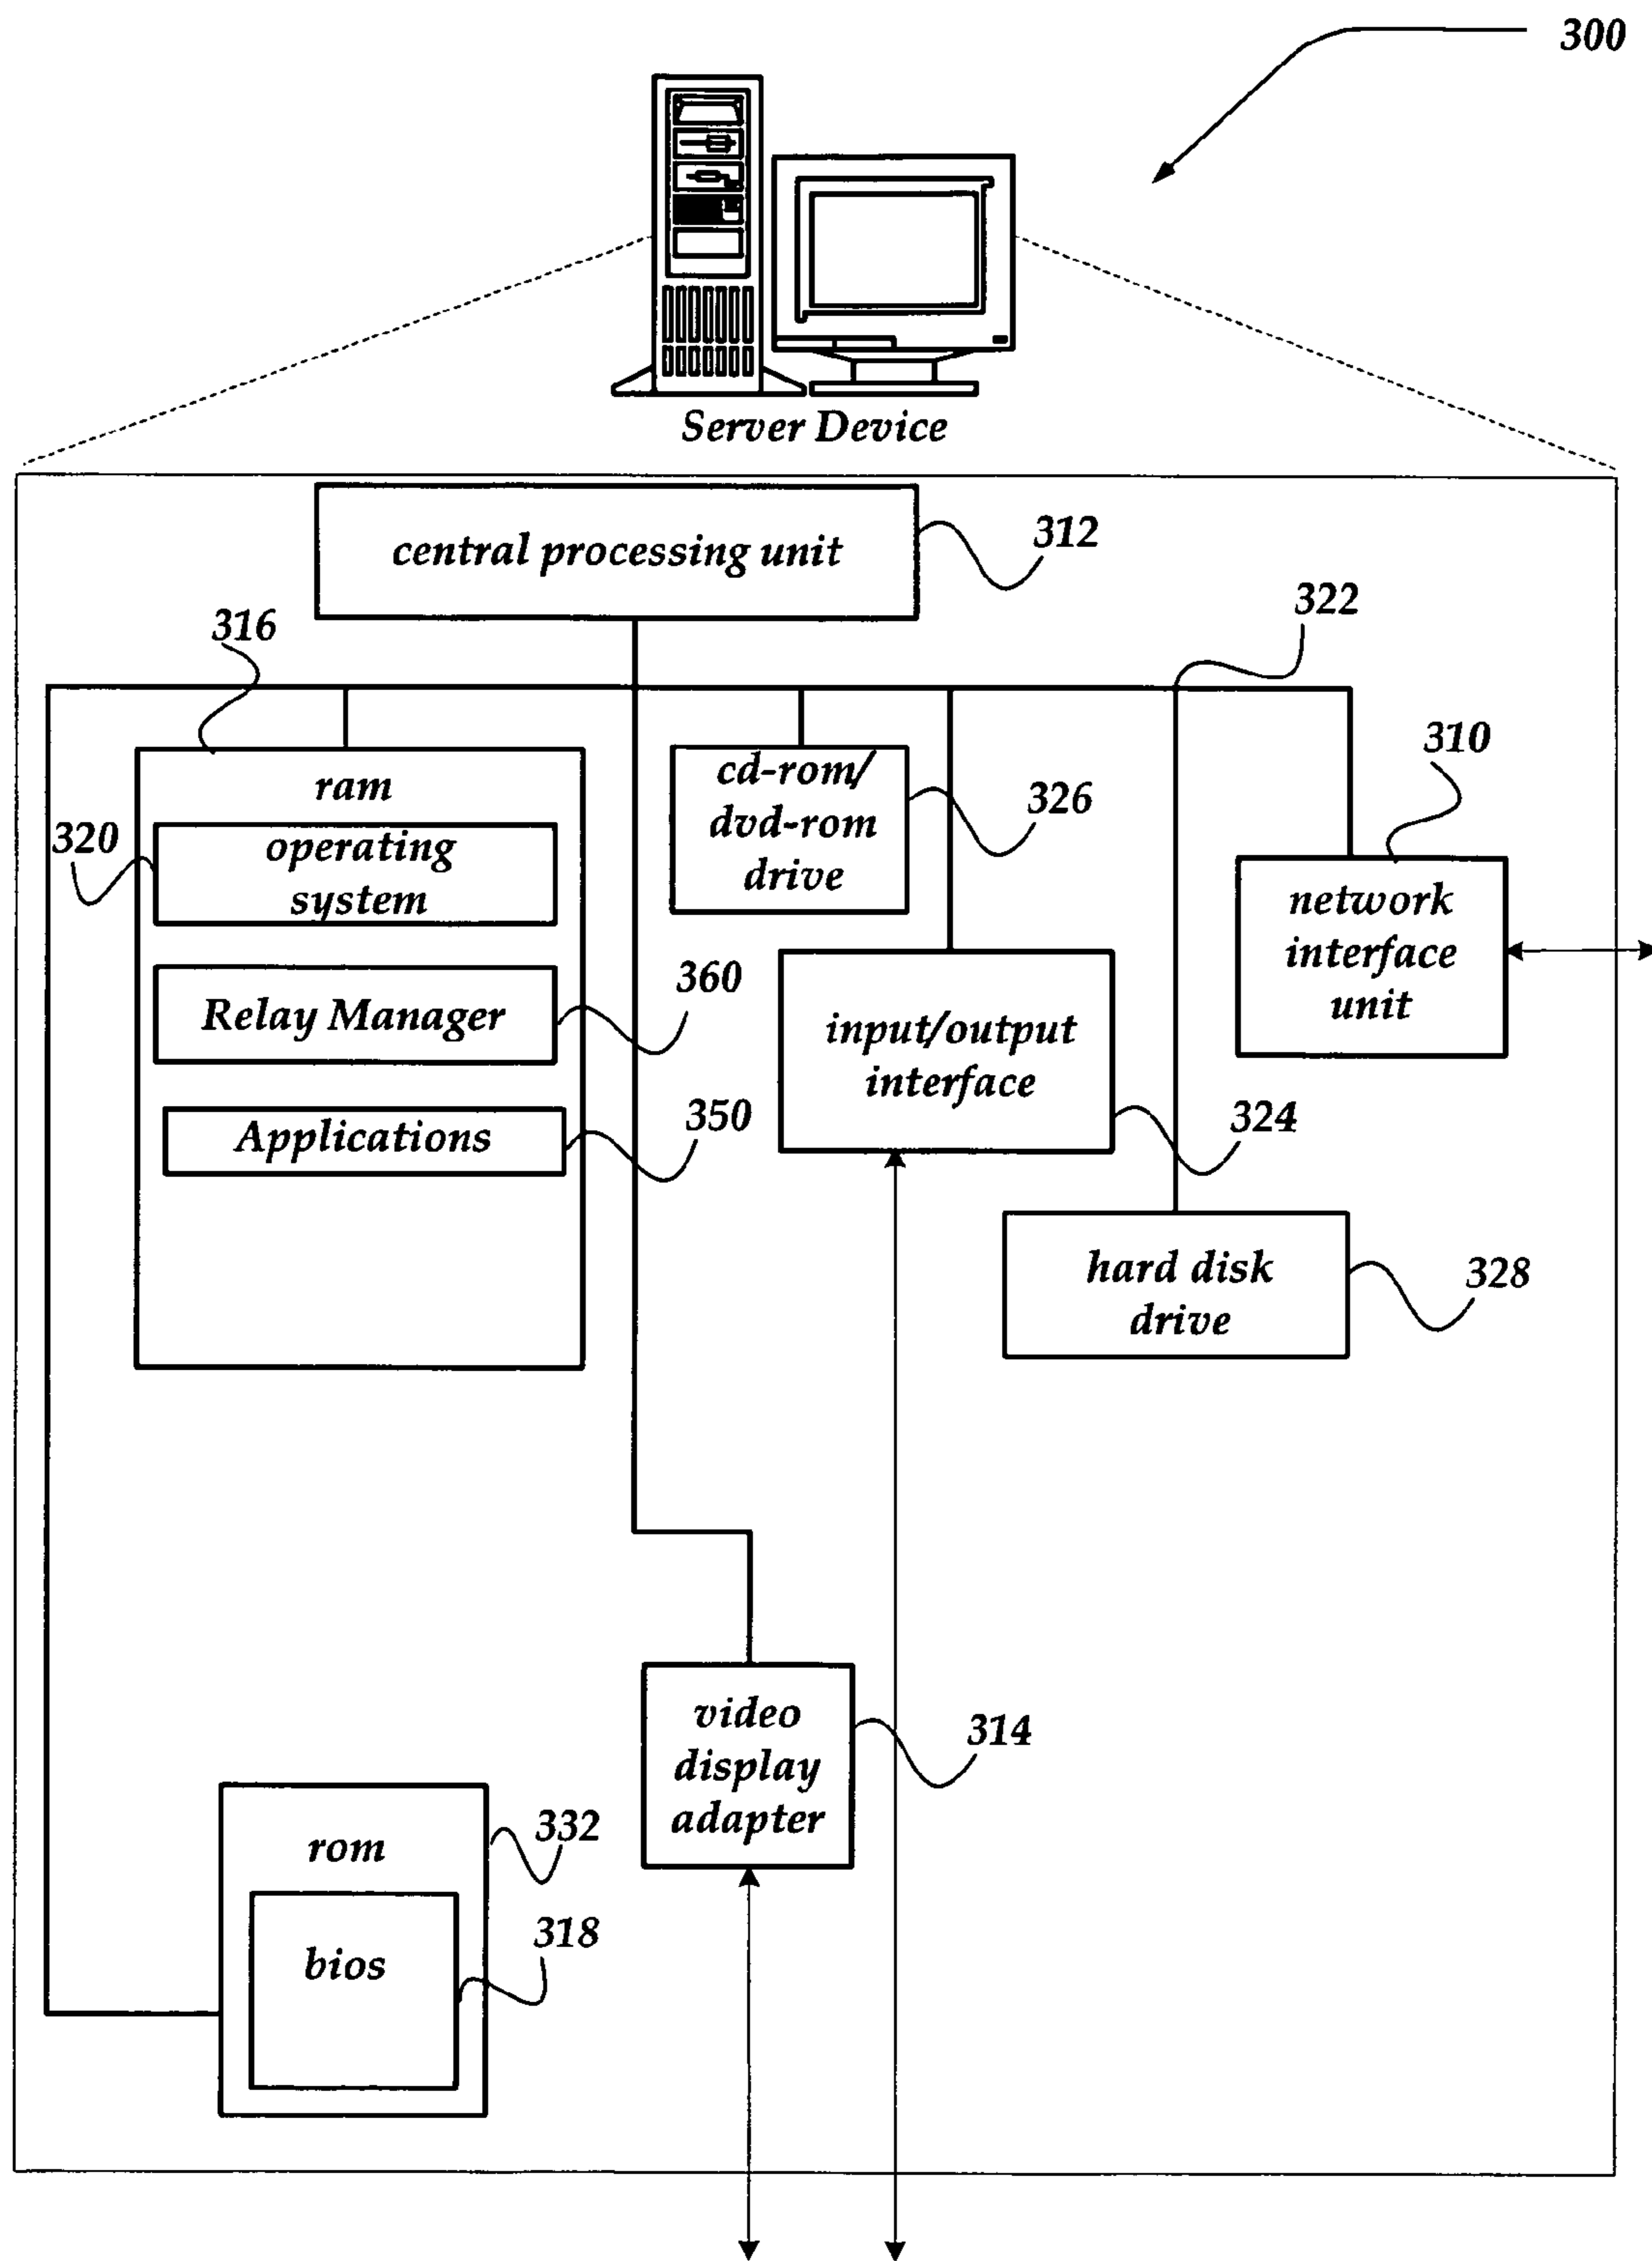 300
Server Device
central processing unit
312
322
316
310
ram
cd-rom/
dvd-rom
drive
326
320
operating
system
network
interface
unit
360
Relay Manager
input/output
interface
350
Applications
324
hard disk
drive
328
video
display
adapter
314
332
rom
318
bios